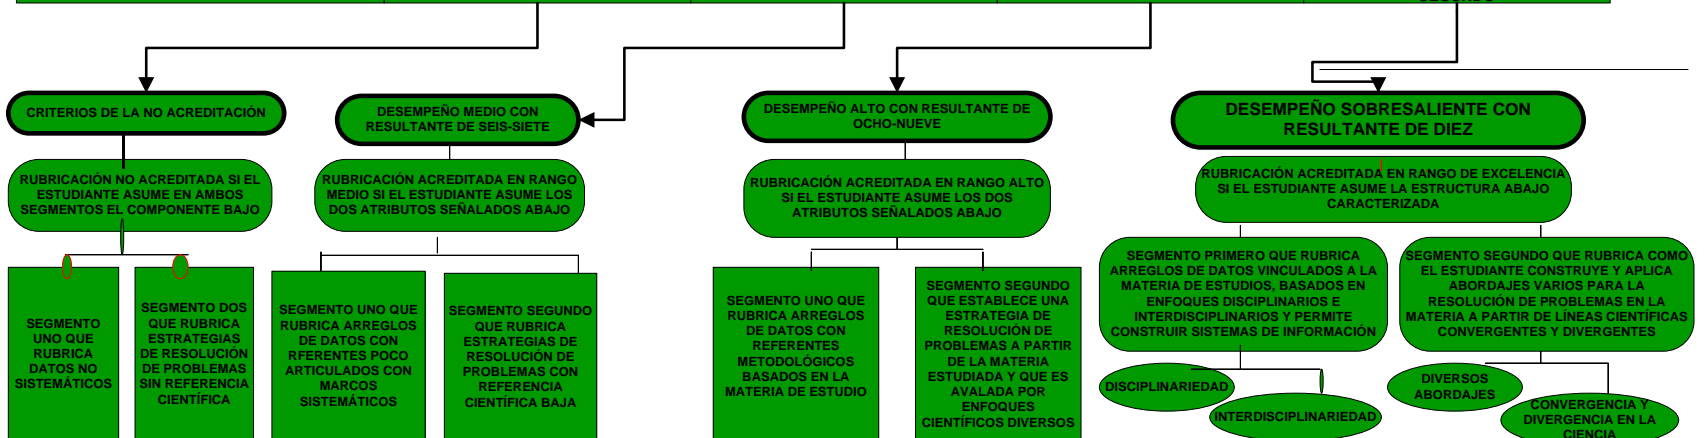 SEGUNDO
CRITERIOS DE LA NO ACREDITACIÓN
DESEMPEÑO MEDIO CON
RESULTANTE DE SEIS-SIETE
DESEMPEÑO ALTO CON RESULTANTE DE
OCHO-NUEVE
DESEMPEÑO SOBRESALIENTE CON
RESULTANTE DE DIEZ
RUBRICACIÓN NO ACREDITADA SI EL
ESTUDIANTE ASUME EN AMBOS
SEGMENTOS EL COMPONENTE BAJO
RUBRICACIÓN ACREDITADA EN RANGO
MEDIO SI EL ESTUDIANTE ASUME LOS
DOS ATRIBUTOS SEÑALADOS ABAJO
RUBRICACIÓN ACREDITADA EN RANGO ALTO
SI EL ESTUDIANTE ASUME LOS DOS
ATRIBUTOS SEÑALADOS ABAJO
RUBRICACIÓN ACREDITADA EN RANGO DE EXCELENCIA
SI EL ESTUDIANTE ASUME LA ESTRUCTURA ABAJO
CARACTERIZADA
SEGMENTO
UNO QUE
RUBRICA
DATOS NO
SISTEMÁTICOS
SEGMENTO DOS
QUE RUBRICA
ESTRATEGIAS
DE RESOLUCIÓN
DE PROBLEMAS
SIN REFERENCIA
CIENTÍFICA
SEGMENTO UNO QUE
RUBRICA ARREGLOS
DE DATOS CON
RFERENTES POCO
ARTICULADOS CON
MARCOS
SISTEMÁTICOS
SEGMENTO SEGUNDO
QUE RUBRICA
ESTRATEGIAS DE
RESOLUCIÓN DE
PROBLEMAS CON
REFERENCIA
CIENTÍFICA BAJA
SEGMENTO UNO QUE
RUBRICA ARREGLOS
DE DATOS CON
REFERENTES
METODOLÓGICOS
BASADOS EN LA
MATERIA DE ESTUDIO
SEGMENTO SEGUNDO
QUE ESTABLECE UNA
ESTRATEGIA DE
RESOLUCIÓN DE
PROBLEMAS A PARTIR
DE LA MATERIA
ESTUDIADA Y QUE ES
AVALADA POR
ENFOQUES
CIENTÍFICOS DIVERSOS
SEGMENTO PRIMERO QUE RUBRICA
ARREGLOS DE DATOS VINCULADOS A LA
MATERIA DE ESTUDIOS, BASADOS EN
ENFOQUES DISCIPLINARIOS E
INTERDISCIPLINARIOS Y PERMITE
CONSTRUIR SISTEMAS DE INFORMACIÓN
SEGMENTO SEGUNDO QUE RUBRICA COMO
EL ESTUDIANTE CONSTRUYE Y APLICA
ABORDAJES VARIOS PARA LA
RESOLUCIÓN DE PROBLEMAS EN LA
MATERIA A PARTIR DE LÍNEAS CIENTÍFICAS
CONVERGENTES Y DIVERGENTES
DISCIPLINARIEDAD
INTERDISCIPLINARIEDAD
DIVERSOS
ABORDAJES
CONVERGENCIA Y
DIVERGENCIA EN LA
CIENCIA